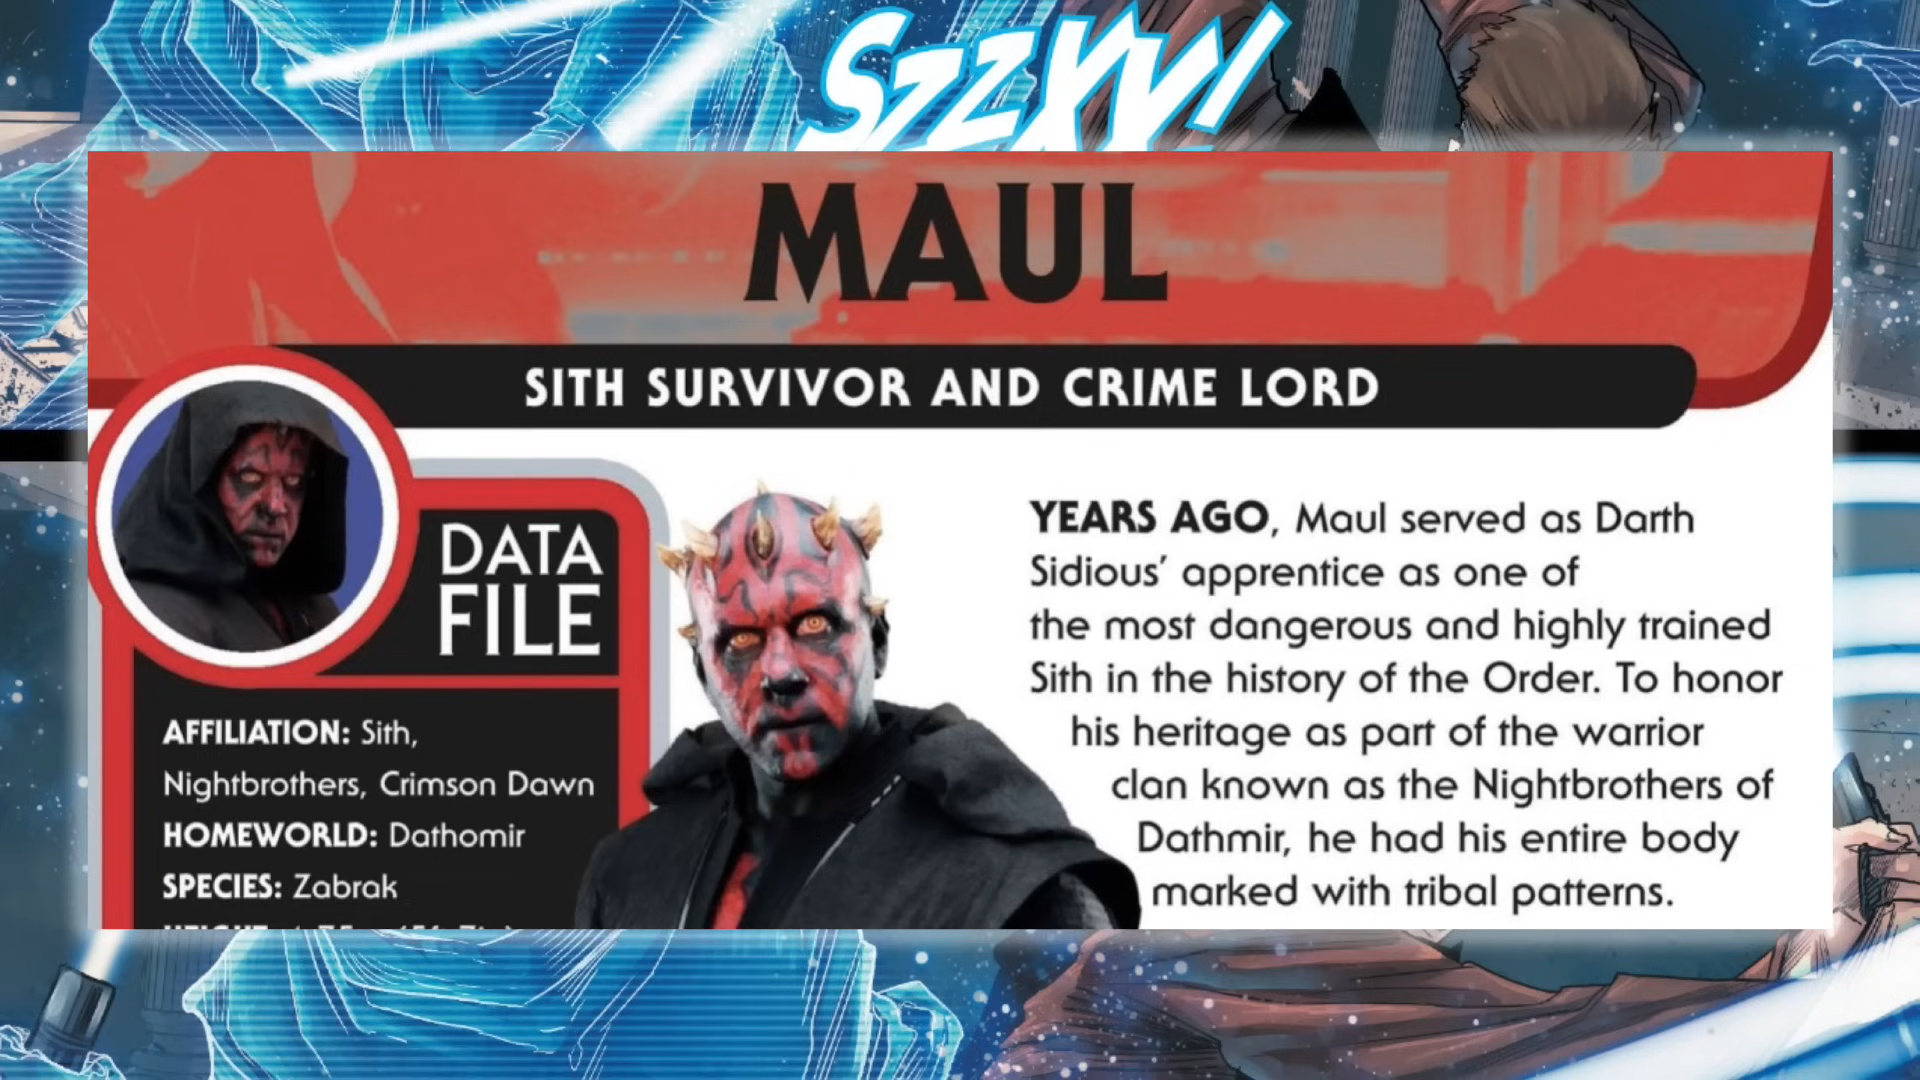 SZZXW!
MAUL
SITH SURVIVOR AND CRIME LORD
DATA
FILE
AFFILIATION: Sith,
Nightbrothers, Crimson Dawn
HOMEWORLD: Dathomir
SPECIES: Zabrak
YEARS AGO, Maul served as Darth
Sidious’ apprentice as one of
the most dangerous and highly trained
Sith in the history of the Order. To honor
his heritage as part of the warrior
clan known as the Nightbrothers of
Dathmir, he had his entire body
marked with tribal patterns.